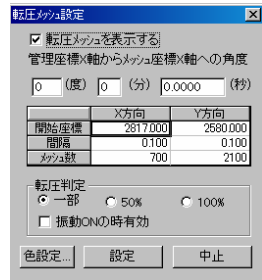 転圧メッシュ設定
転圧メッシュを表示する
管理座標X軸からメッシュ座標X軸への角度
0 (度) 0 (分) 0.0000 (秒)
X方向 Y方向
開始座標 2817.000 2580.000
間隔 0.100 0.100
メッシュ数 700 2100
転圧判定
一部 50% 100%
振動ONの時有効
色設定... 設定 中止